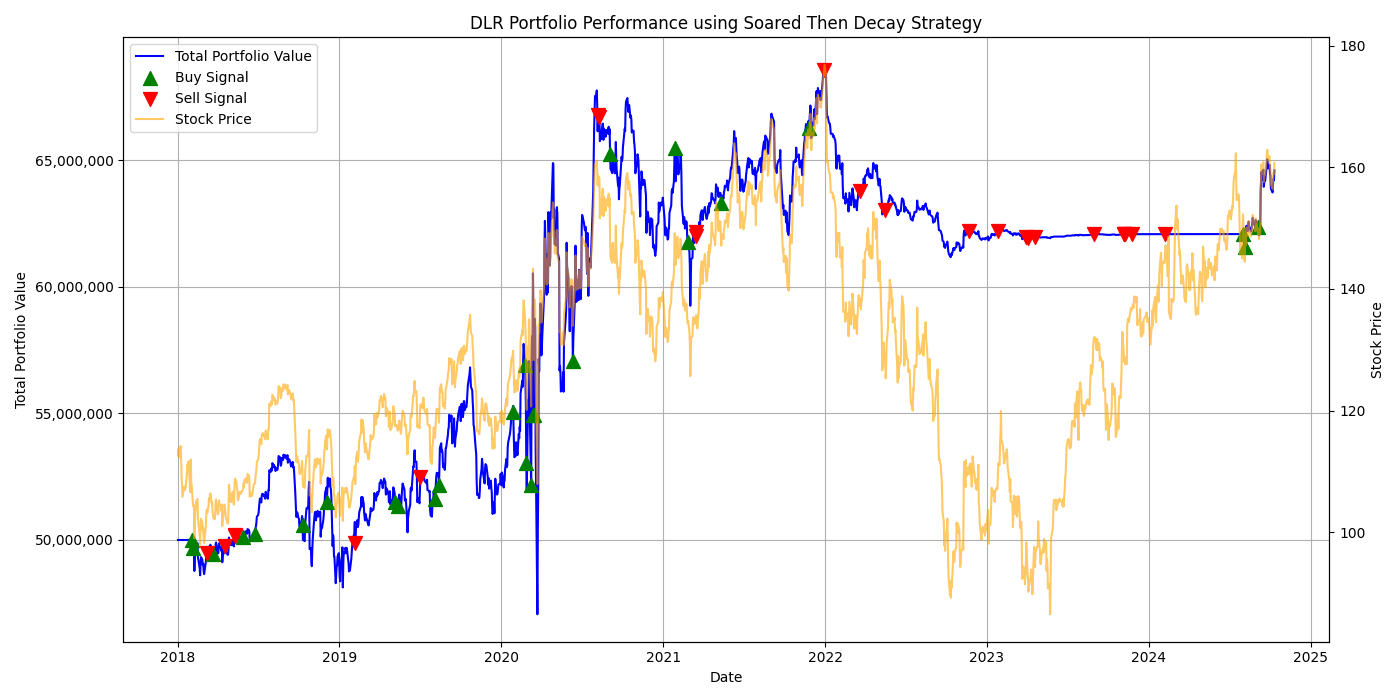 DLR Portfolio Performance using Soared Then Decay Strategy
Total Portfolio Value
Buy Signal
Sell Signal
Stock Price
65,000,000
60,000,000
55,000,000
50,000,000
Total Portfolio Value
180
160
140
120
100
Stock Price
2018
2019
2020
2021
2022
2023
2024
2025
Date